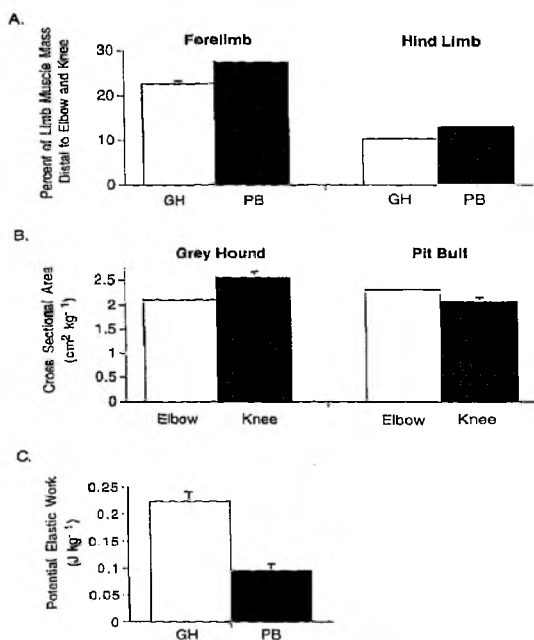 A.
Forelimb Hind Limb
Percent of Limb Muscle Mass
Distal to Elbow and Knee
30
20
10
0
GH PB GH PB
B.
Grey Hound Pit Bull
Cross Sectional Area
(cm² kg⁻¹)
2.5
2
1.5
1
0.5
0
Elbow Knee Elbow Knee
C.
Potential Elastic Work
(J kg⁻¹)
0.25
0.2
0.15
0.1
0.05
0
GH PB